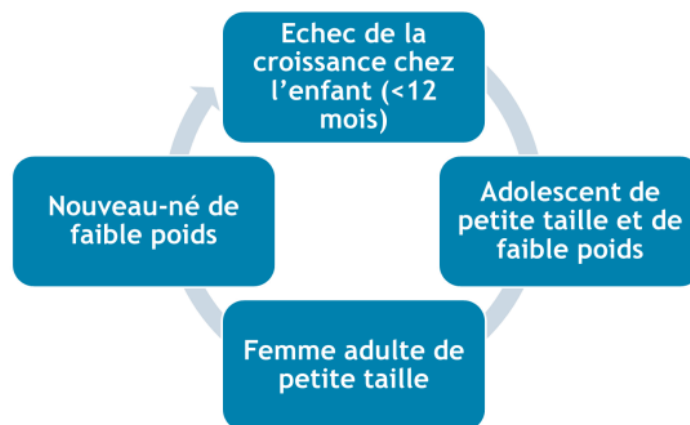 Echec de la
croissance chez
l'enfant (<12
mois)
Nouveau-né de
faible poids
Adolescent de
petite taille et de
faible poids
Femme adulte de
petite taille